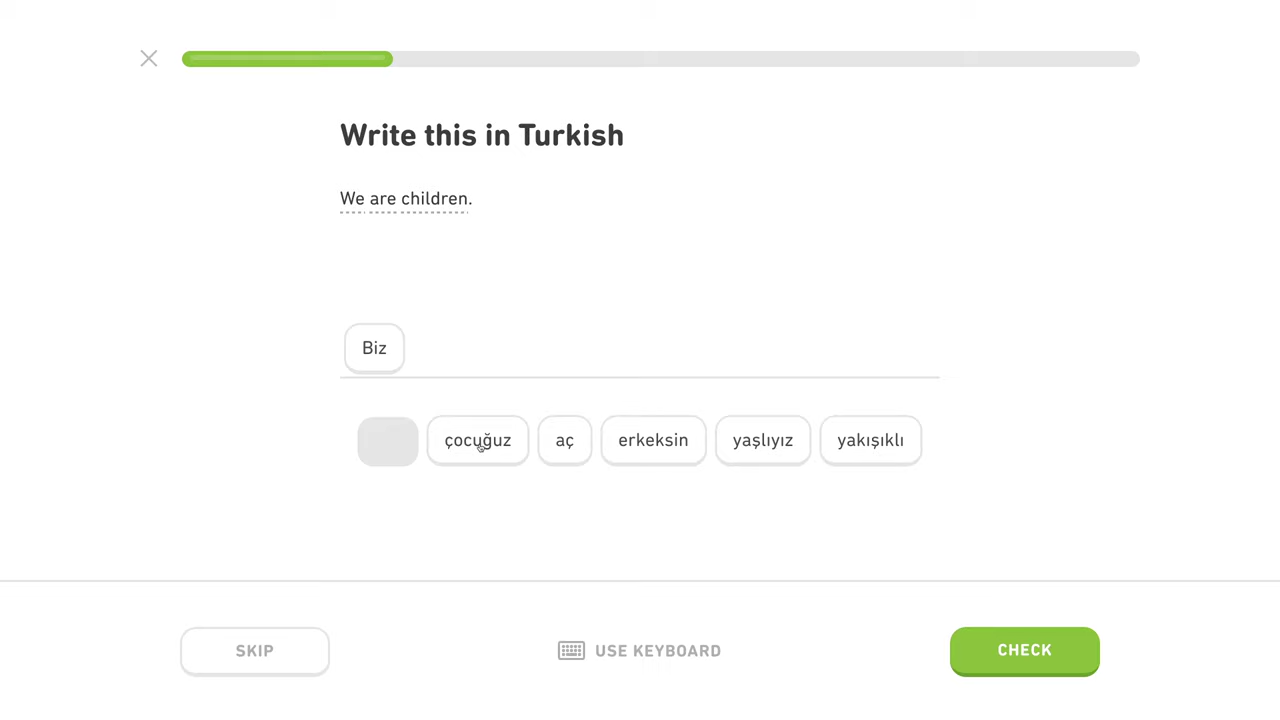 Write this in Turkish
We are children.
Biz
çocuğuz aç erkeksin yaşlıyız yakışıklı
SKIP USE KEYBOARD CHECK